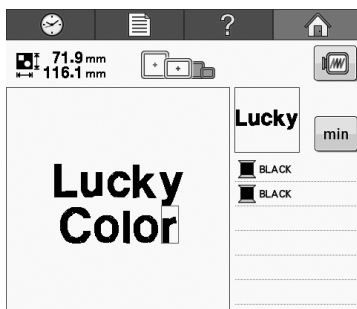 ?
71.9 mm
116.1 mm
Lucky
min
BLACK
BLACK
Lucky
Color